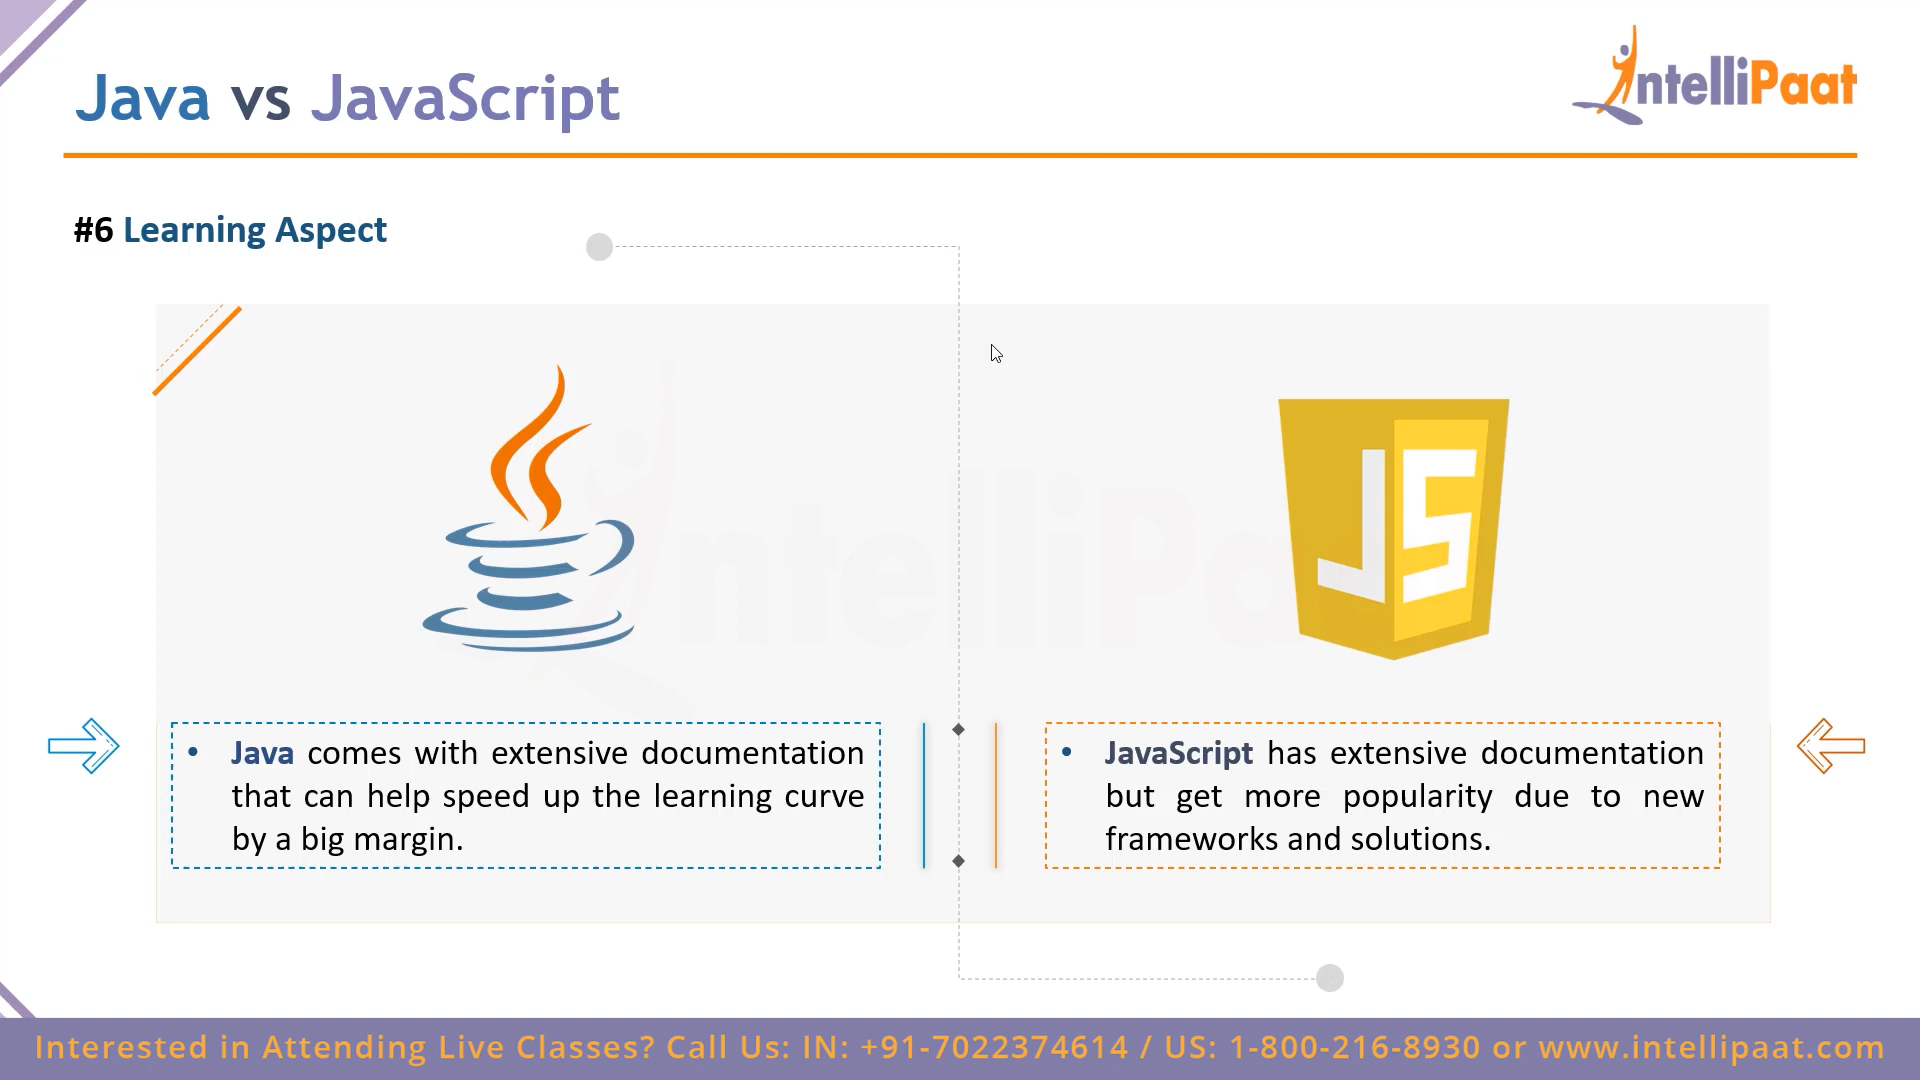 Java vs JavaScript
IntelliPaat
#6 Learning Aspect
JS
IntelliPaat
• Java comes with extensive documentation
that can help speed up the learning curve
by a big margin.
• JavaScript has extensive documentation
but get more popularity due to new
frameworks and solutions.
Interested in Attending Live Classes? Call Us: IN: +91-7022374614 / US: 1-800-216-8930 or www.intellipaat.com